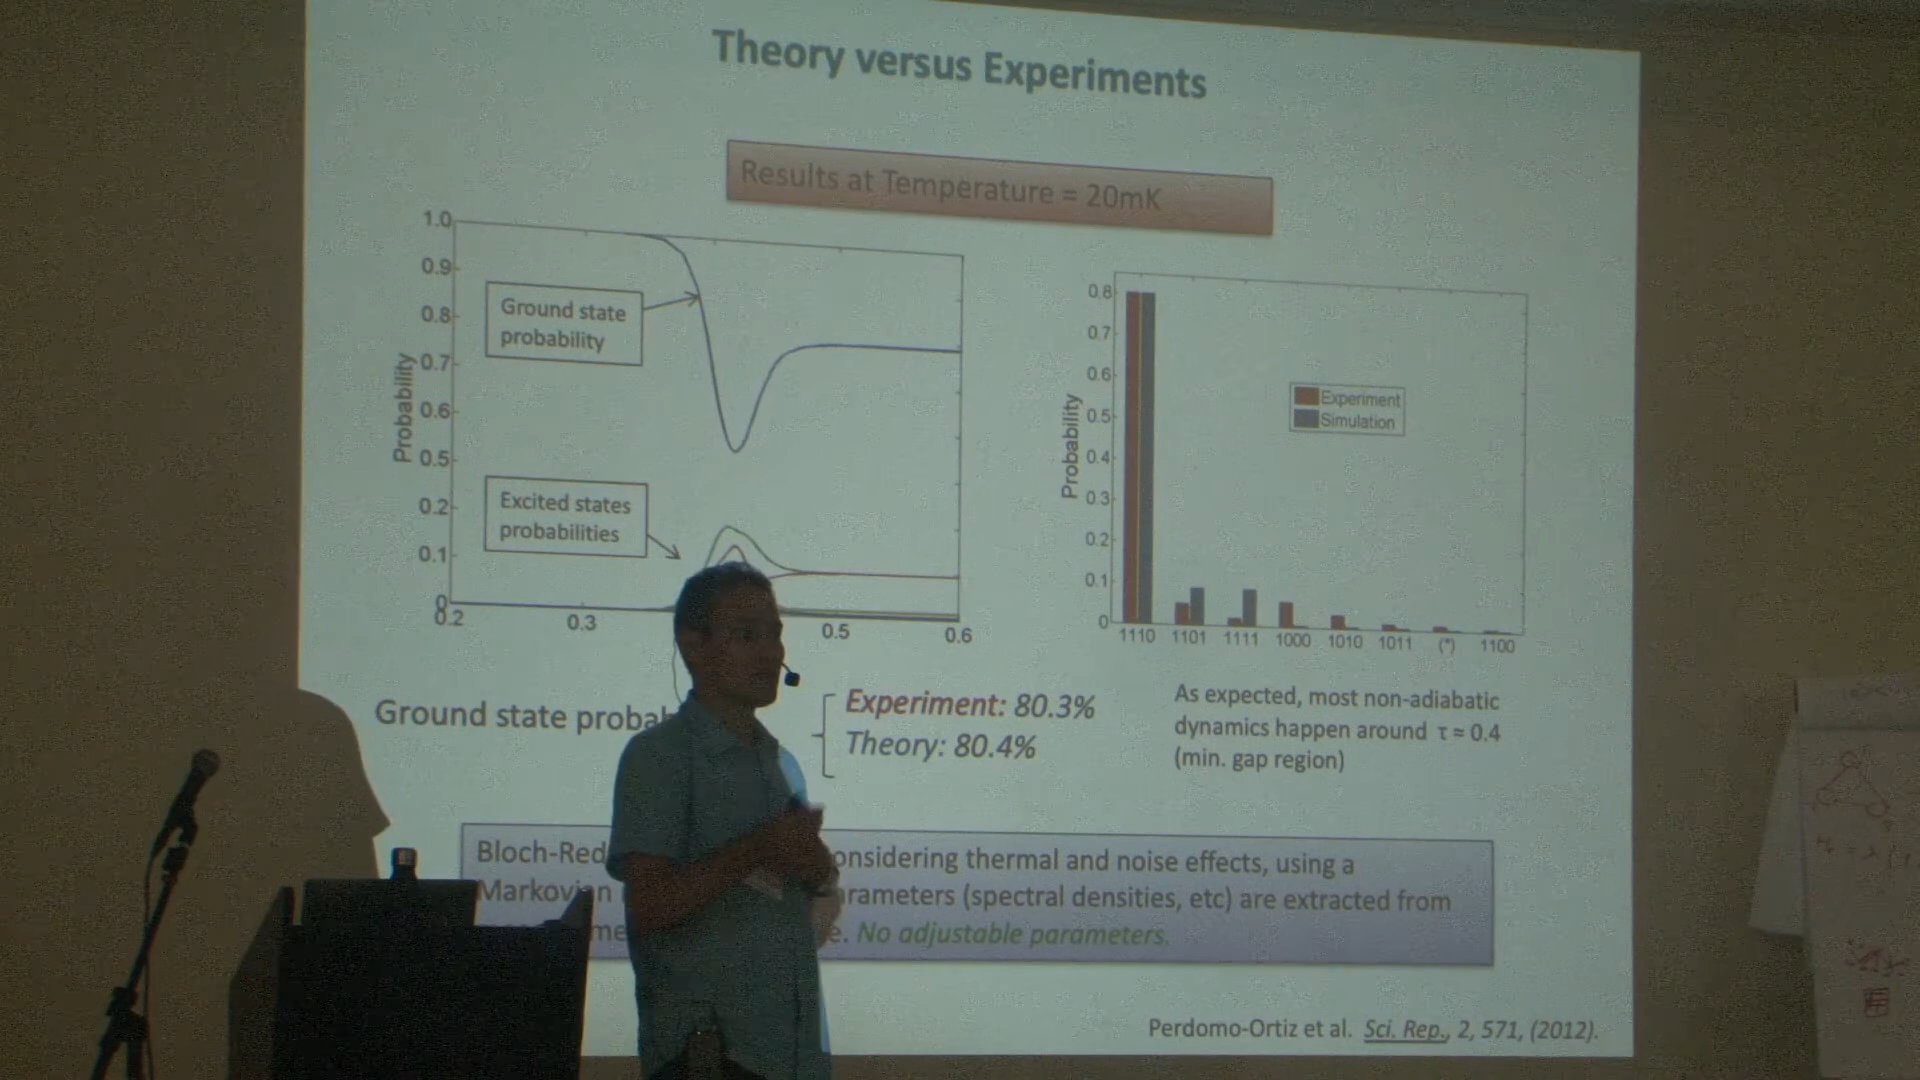 Theory versus Experiments
Results at Temperature = 20mK
1.0
0.9
0.8
0.7
0.6
0.5
0.2
0.1
0
Probability
Ground state
probability
Excited states
probabilities
0.2 0.3 0.5 0.6
0.8
0.7
0.6
0.5
0.4
0.3
0.2
0.1
0
Probability
Experiment
Simulation
1110 1101 1111 1000 1010 1011 (*) 1100
Ground state probab
Experiment: 80.3%
Theory: 80.4%
As expected, most non-adiabatic
dynamics happen around τ ≈ 0.4
(min. gap region)
Bloch-Red onsidering thermal and noise effects, using a
Markovian arameters (spectral densities, etc) are extracted from
me e. No adjustable parameters.
Perdomo-Ortiz et al. Sci. Rep., 2, 571, (2012).